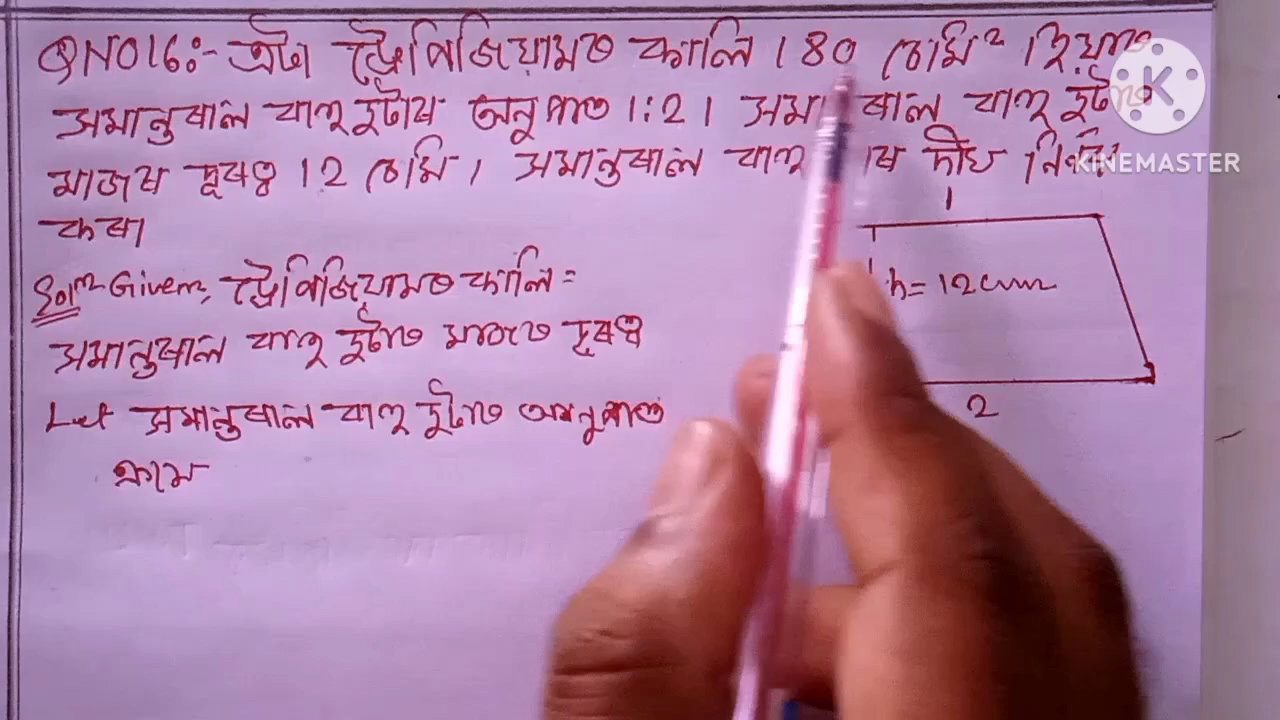 QNO16:- এটা ট্ৰেপিজিয়ামৰ কালি 180 চেমি² ইয়াৰ
সমান্তৰাল বাহু দুটাৰ অনুপাত 1:2। সমান্তৰাল বাহু দুটাৰ
মাজৰ দূৰত্ব 12 চেমি। সমান্তৰাল বাহু দীঘ
কৰা।
1
Solⁿ Given, ট্ৰেপিজিয়ামৰ কালি =
h = 12cm
সমান্তৰাল বাহু দুটাৰ মাজৰ দূৰত্ব
Let সমান্তৰাল বাহু দুটাৰ অনুপাত
2
ক্ৰমে
K
KINEMASTER